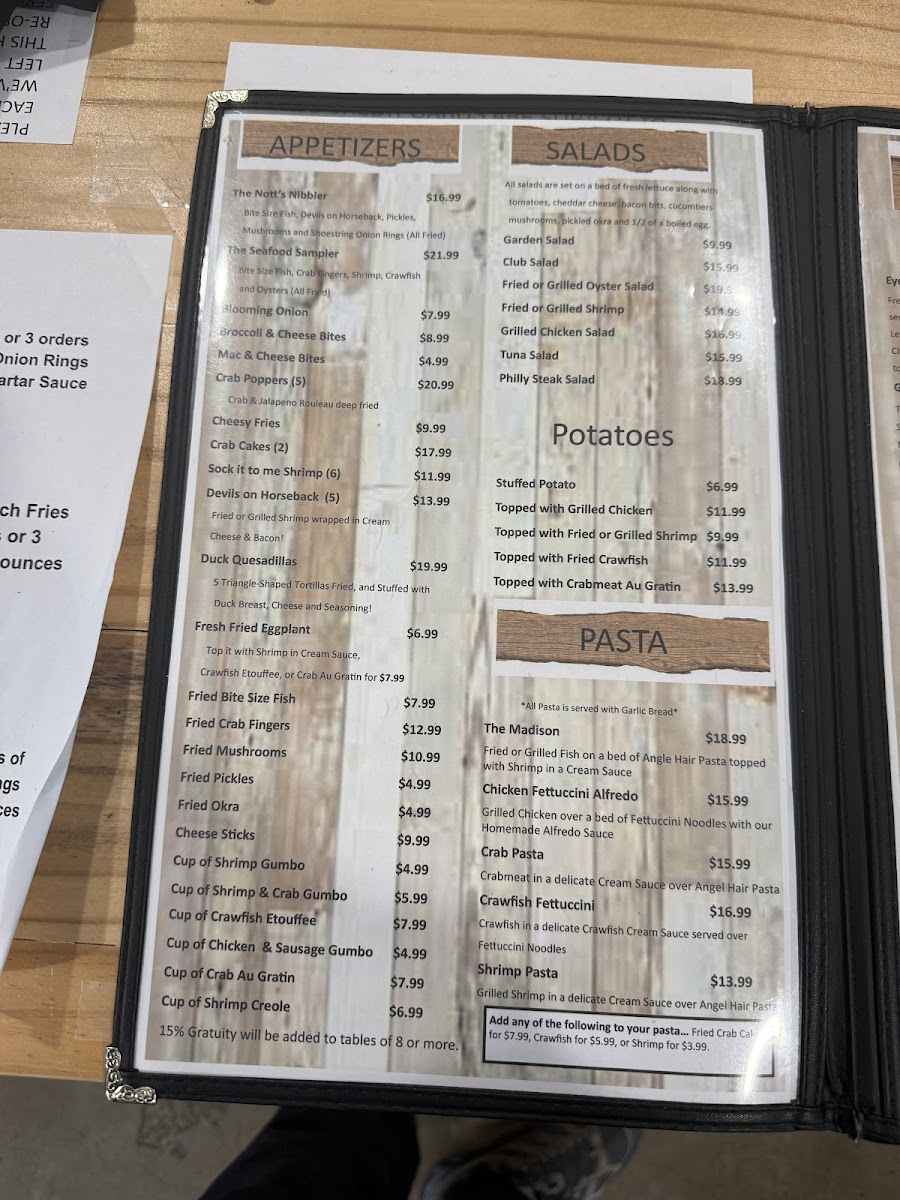 or 3 orders
Onion Rings
artar Sauce
ch Fries
or 3
ounces
s of
ngs
ces
APPETIZERS
The Nott's Nibbler $16.99
Bite Size Fish, Devils on Horseback, Pickles,
Mushrooms and Shoestring Onion Rings (All Fried)
The Seafood Sampler $21.99
Bite Size Fish, Crab Fingers, Shrimp, Crawfish
and Oysters (All Fried)
Blooming Onion $7.99
Broccoli & Cheese Bites $8.99
Mac & Cheese Bites $4.99
Crab Poppers (5) $20.99
Crab & Jalapeno Rouleau deep fried
Cheesy Fries $9.99
Crab Cakes (2) $17.99
Sock it to me Shrimp (6) $11.99
Devils on Horseback (5) $13.99
Fried or Grilled Shrimp wrapped in Cream
Cheese & Bacon!
Duck Quesadillas $19.99
5 Triangle-Shaped Tortillas Fried, and Stuffed with
Duck Breast, Cheese and Seasoning!
Fresh Fried Eggplant $6.99
Top it with Shrimp in Cream Sauce,
Crawfish Etouffee, or Crab Au Gratin for $7.99
Fried Bite Size Fish $7.99
Fried Crab Fingers $12.99
Fried Mushrooms $10.99
Fried Pickles $4.99
Fried Okra $4.99
Cheese Sticks $9.99
Cup of Shrimp Gumbo $4.99
Cup of Shrimp & Crab Gumbo $5.99
Cup of Crawfish Etouffee $7.99
Cup of Chicken & Sausage Gumbo $4.99
Cup of Crab Au Gratin $7.99
Cup of Shrimp Creole $6.99
15% Gratuity will be added to tables of 8 or more.
SALADS
All salads are set on a bed of fresh lettuce along with
tomatoes, cheddar cheese, bacon bits, cucumbers
mushrooms, pickled okra and 1/2 of a boiled egg.
Garden Salad $9.99
Club Salad $15.99
Fried or Grilled Oyster Salad $19.9
Fried or Grilled Shrimp $14.99
Grilled Chicken Salad $16.99
Tuna Salad $15.99
Philly Steak Salad $18.99
Potatoes
Stuffed Potato $6.99
Topped with Grilled Chicken $11.99
Topped with Fried or Grilled Shrimp $9.99
Topped with Fried Crawfish $11.99
Topped with Crabmeat Au Gratin $13.99
PASTA
*All Pasta is served with Garlic Bread*
The Madison $18.99
Fried or Grilled Fish on a bed of Angle Hair Pasta topped
with Shrimp in a Cream Sauce
Chicken Fettuccini Alfredo $15.99
Grilled Chicken over a bed of Fettuccini Noodles with our
Homemade Alfredo Sauce
Crab Pasta $15.99
Crabmeat in a delicate Cream Sauce over Angel Hair Pasta
Crawfish Fettuccini $16.99
Crawfish in a delicate Crawfish Cream Sauce served over
Fettuccini Noodles
Shrimp Pasta $13.99
Grilled Shrimp in a delicate Cream Sauce over Angel Hair Pasta
Add any of the following to your pasta... Fried Crab Cak
for $7.99, Crawfish for $5.99, or Shrimp for $3.99.